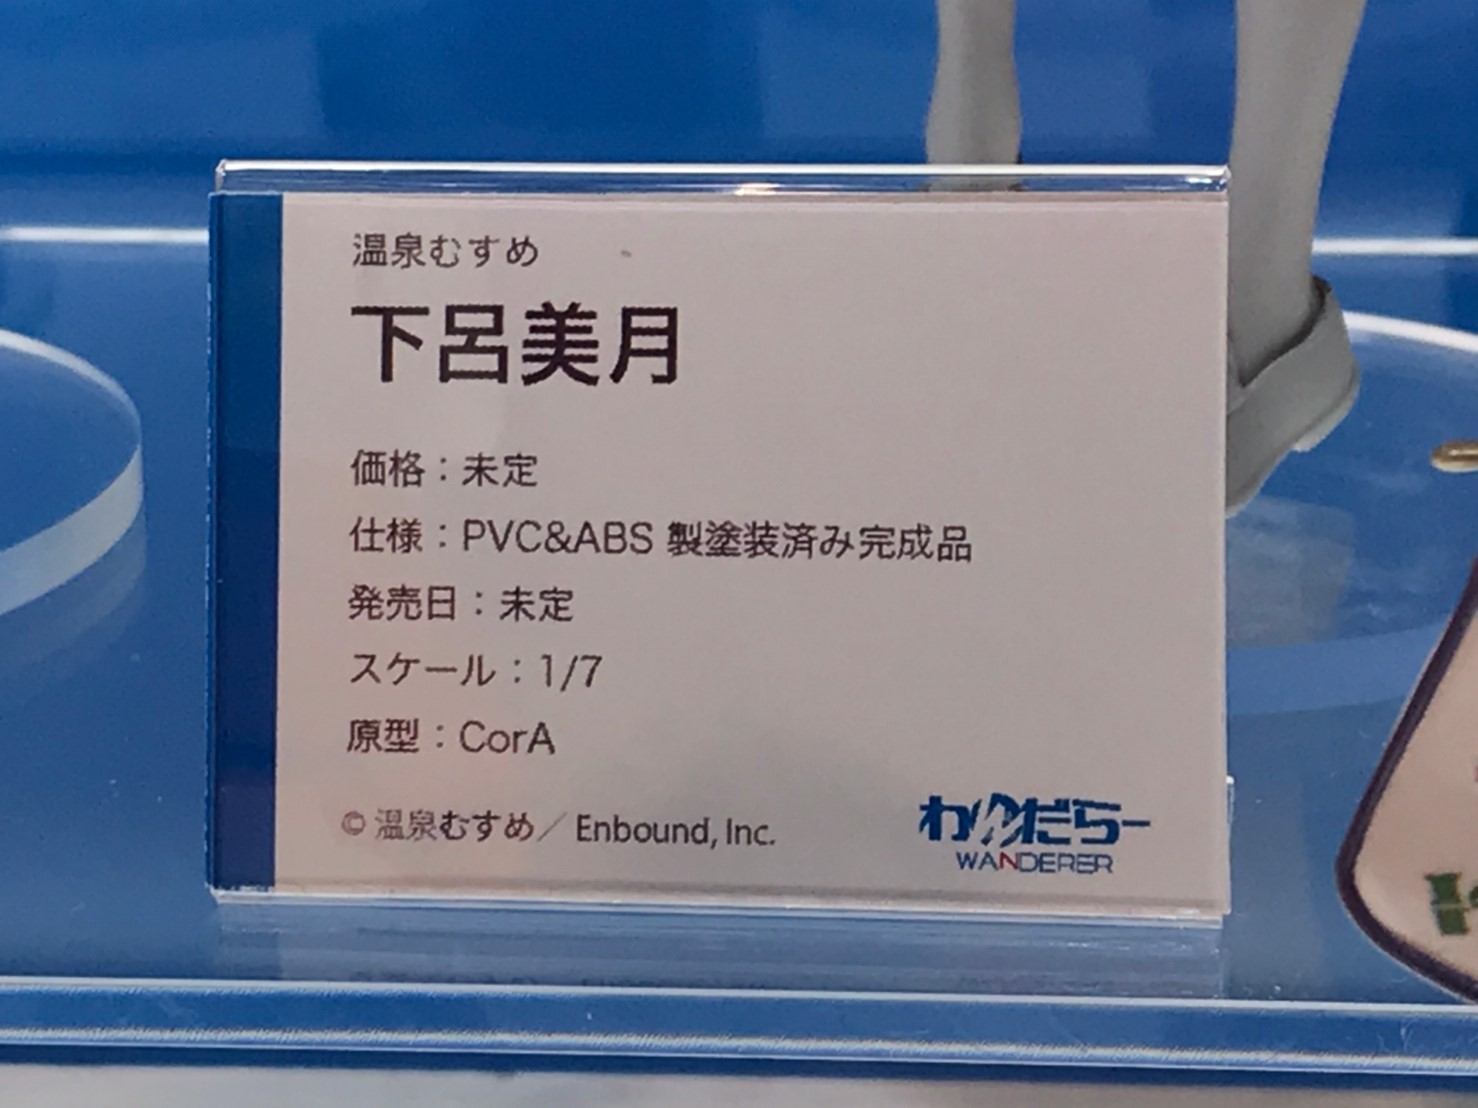 温泉むすめ
下呂美月
価格：未定
仕様：PVC&ABS 製塗装済み完成品
発売日：未定
スケール：1/7
原型：CorA
© 温泉むすめ／ Enbound, Inc.
わんだらー
WANDERER